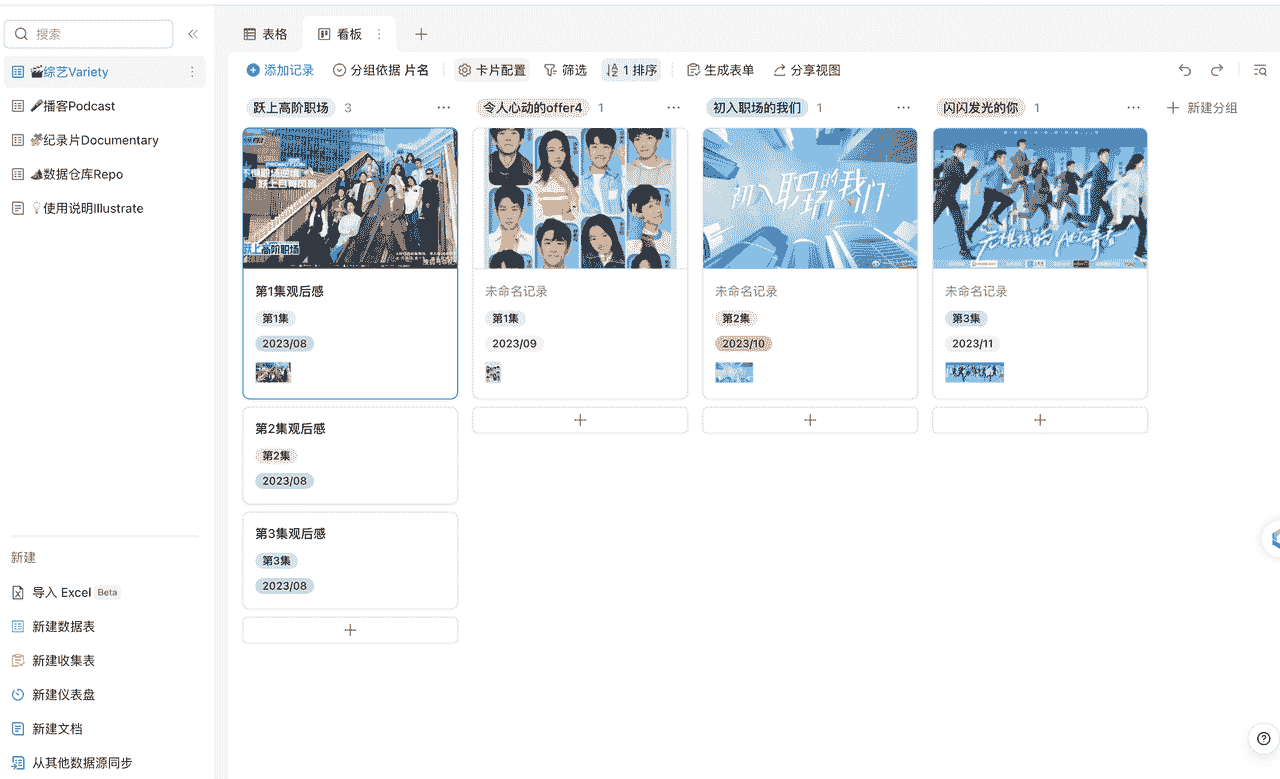 搜索
🎬综艺Variety
🎤播客Podcast
纪录片Documentary
数据仓库Repo
💡使用说明Illustrate
新建
导入 Excel Beta
新建数据表
新建收集表
新建仪表盘
新建文档
从其他数据源同步
表格
看板
添加记录
分组依据 片名
卡片配置
筛选
1 排序
生成表单
分享视图
跃上高阶职场 3
令人心动的offer4 1
初入职场的我们 1
闪闪发光的你 1
新建分组
不惧职场逆境
跃上自有风景
跃上高阶职场
第1集观后感
第1集
2023/08
第2集观后感
第2集
2023/08
第3集观后感
第3集
2023/08
未命名记录
第1集
2023/09
初入职场的我们
未命名记录
第2集
2023/10
未命名记录
第3集
2023/11